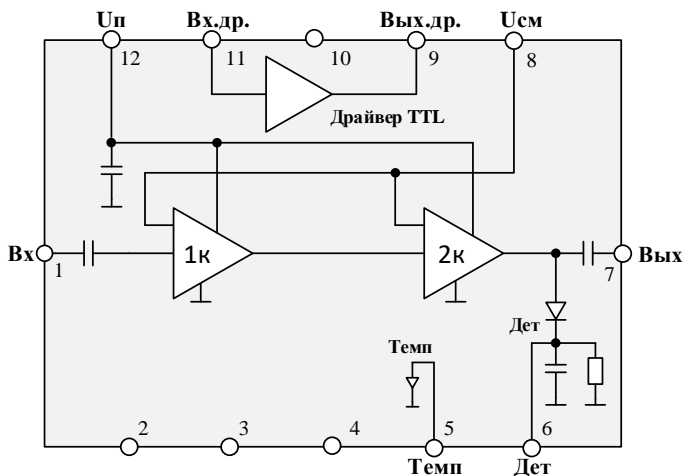 Uп Вх.др. Вых.др. Uсм
12 11 10 9 8
Драйвер TTL
Вх 1 1к 2к 7 Вых
Дет
Темп
2 3 4 5 6
Темп Дет